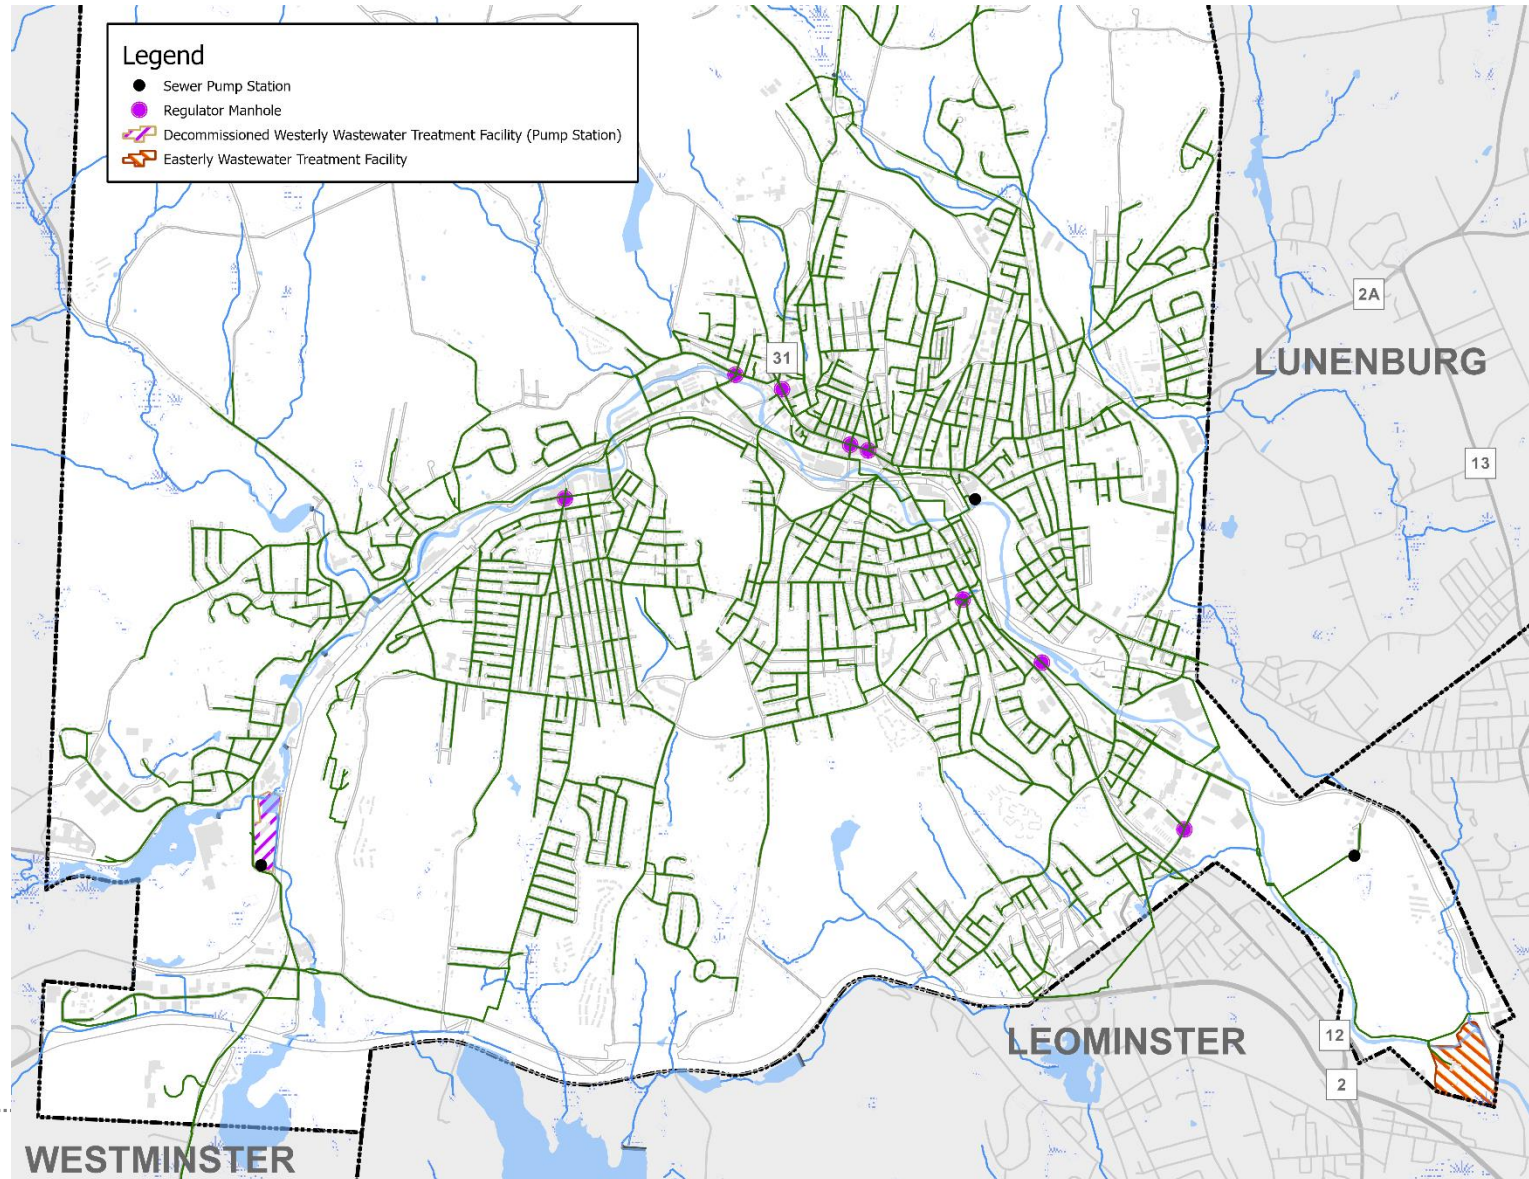 Legend
Sewer Pump Station
Regulator Manhole
Decommissioned Westerly Wastewater Treatment Facility (Pump Station)
Easterly Wastewater Treatment Facility
2A
31
LUNENBURG
13
12
LEOMINSTER
2
WESTMINSTER